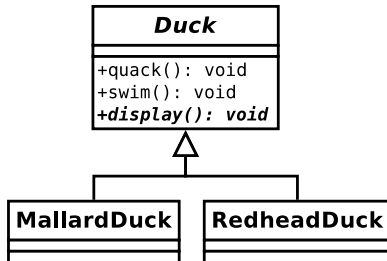 Duck
+quack(): void
+swim(): void
+display(): void
MallardDuck
RedheadDuck